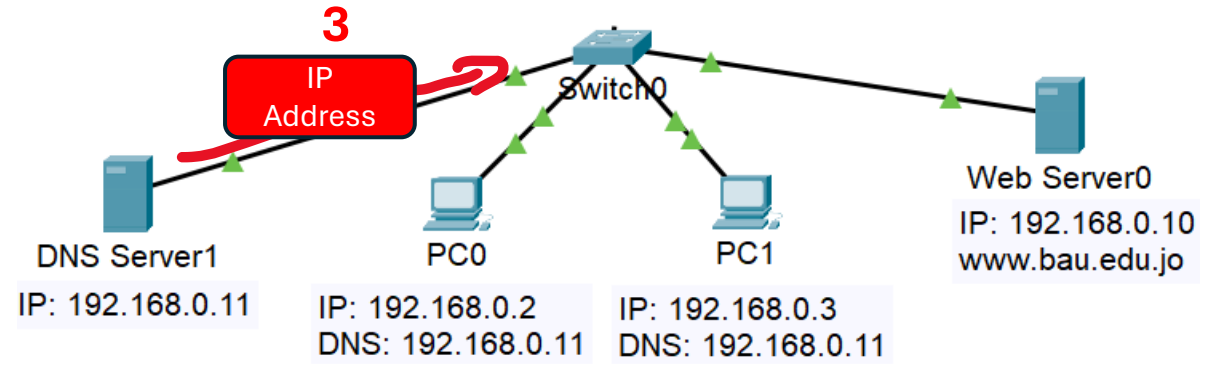 3
IP
Address
Switch0
DNS Server1
IP: 192.168.0.11
PC0
IP: 192.168.0.2
DNS: 192.168.0.11
PC1
IP: 192.168.0.3
DNS: 192.168.0.11
Web Server0
IP: 192.168.0.10
www.bau.edu.jo